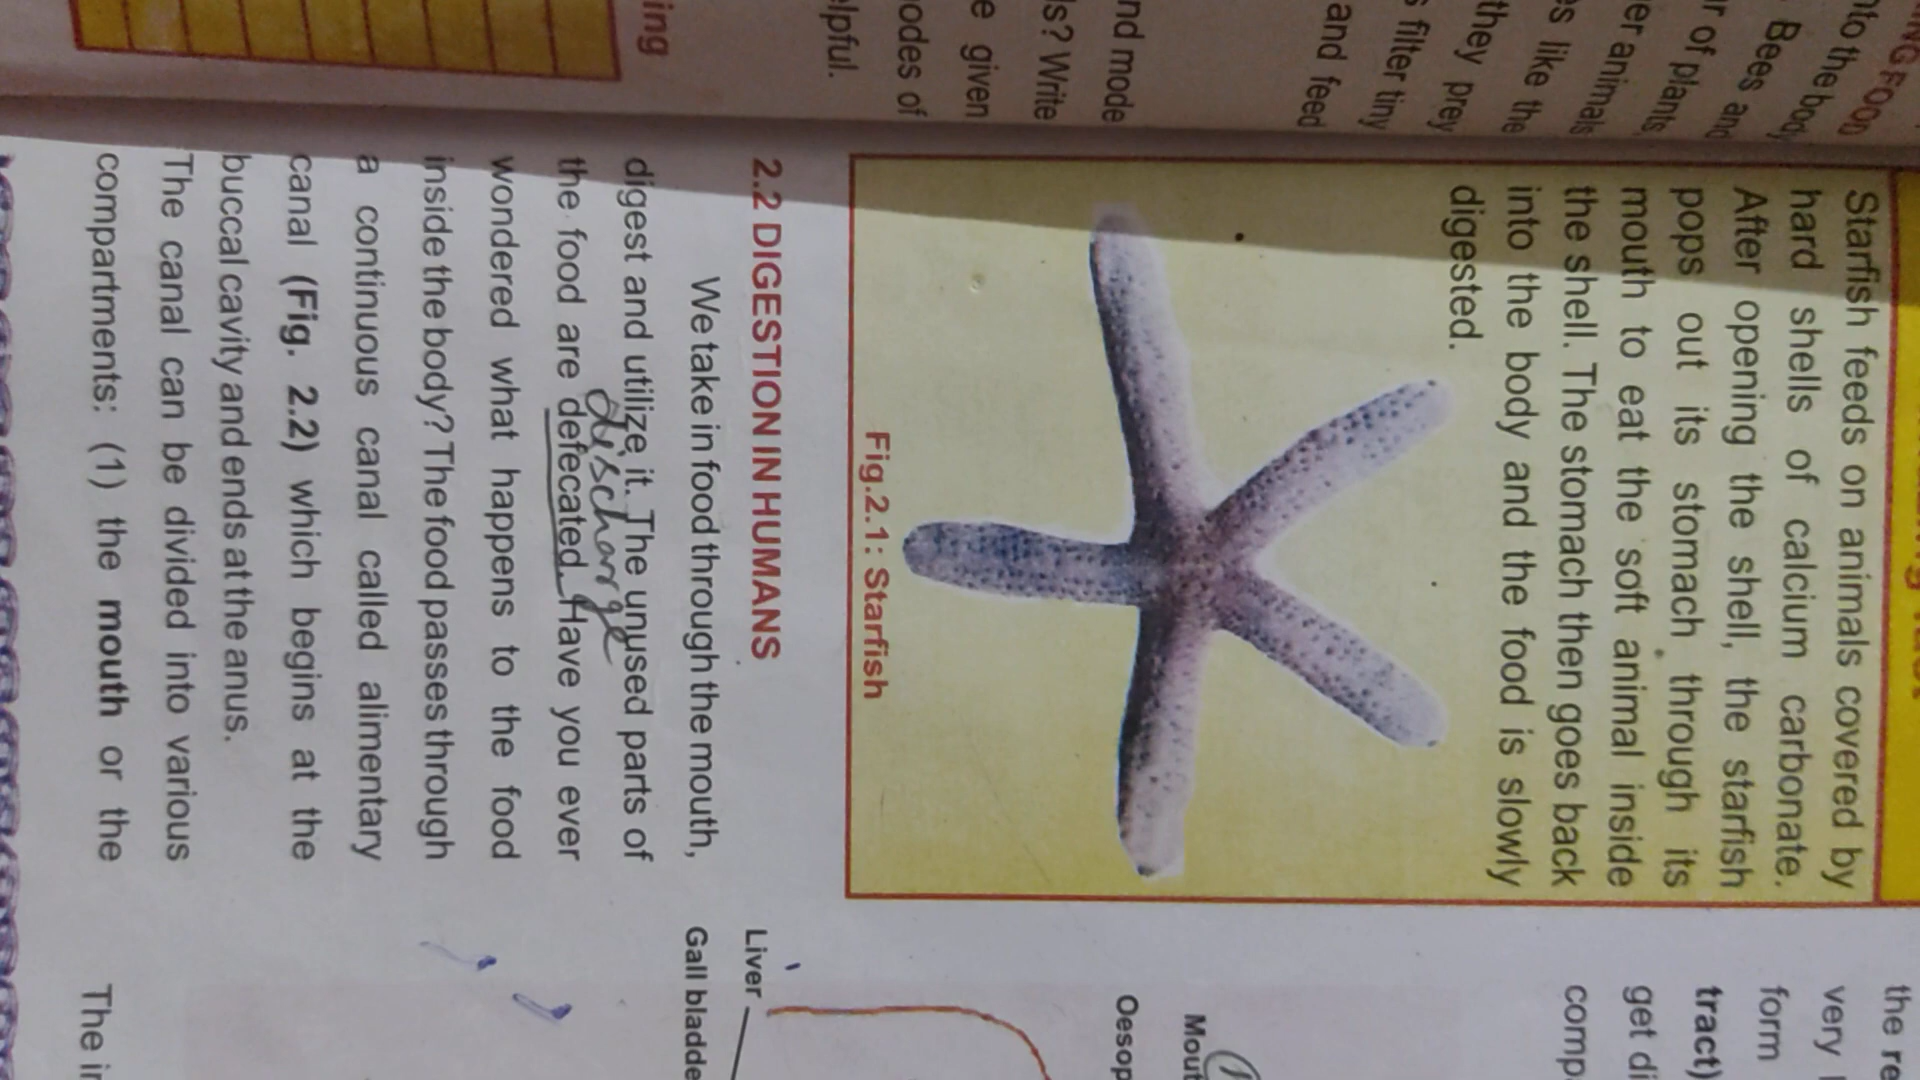 nto the body
Bees and
of plants
er animals
es like the
they prey
filter tiny
and feed
nd mode
ls? Write
e given
odes of
elpful.
ing
Starfish feeds on animals covered by
hard shells of calcium carbonate.
After opening the shell, the starfish
pops out its stomach through its
mouth to eat the soft animal inside
the shell. The stomach then goes back
into the body and the food is slowly
digested.
Fig.2.1: Starfish
2.2 DIGESTION IN HUMANS
We take in food through the mouth,
digest and utilize it. The unused parts of
discharge
the food are defecated. Have you ever
wondered what happens to the food
inside the body? The food passes through
a continuous canal called alimentary
canal (Fig. 2.2) which begins at the
buccal cavity and ends at the anus.
The canal can be divided into various
compartments: (1) the mouth or the
the re
very
form
tract)
get di
comp
Mout
Oesop
Liver
Gall bladde
The